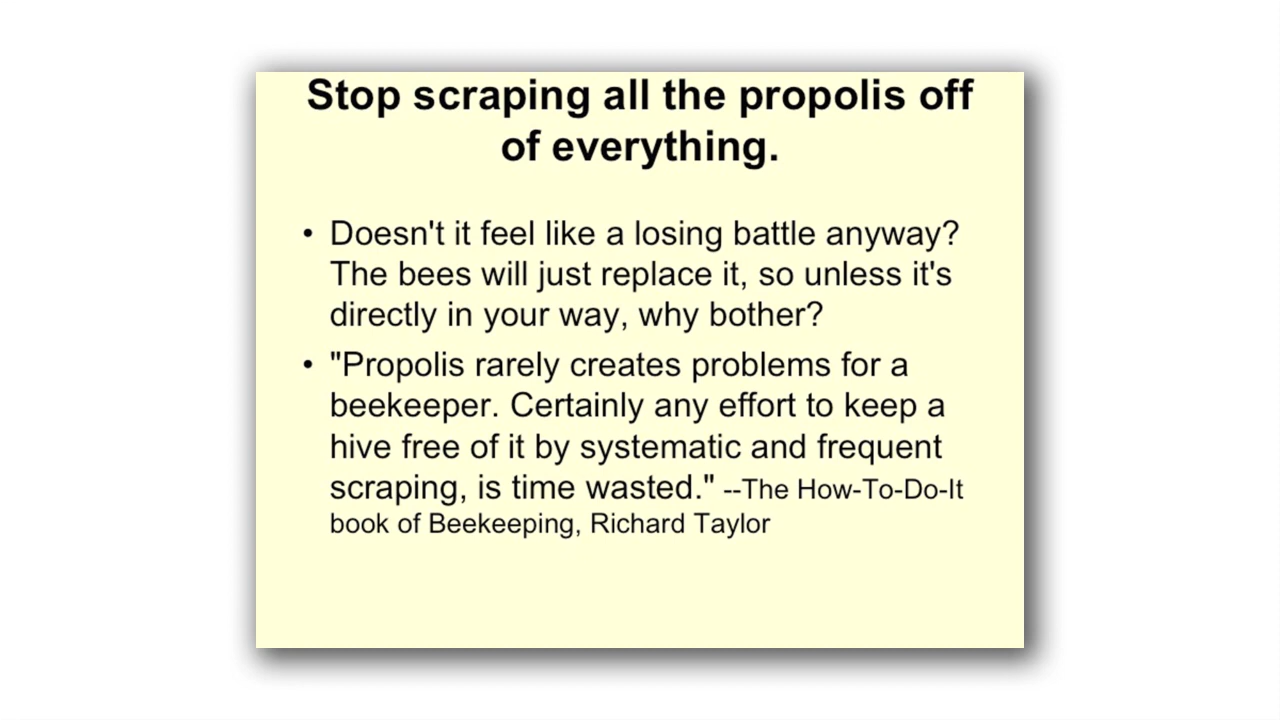 Stop scraping all the propolis off
of everything.
• Doesn't it feel like a losing battle anyway?
The bees will just replace it, so unless it's
directly in your way, why bother?
• "Propolis rarely creates problems for a
beekeeper. Certainly any effort to keep a
hive free of it by systematic and frequent
scraping, is time wasted." --The How-To-Do-It
book of Beekeeping, Richard Taylor